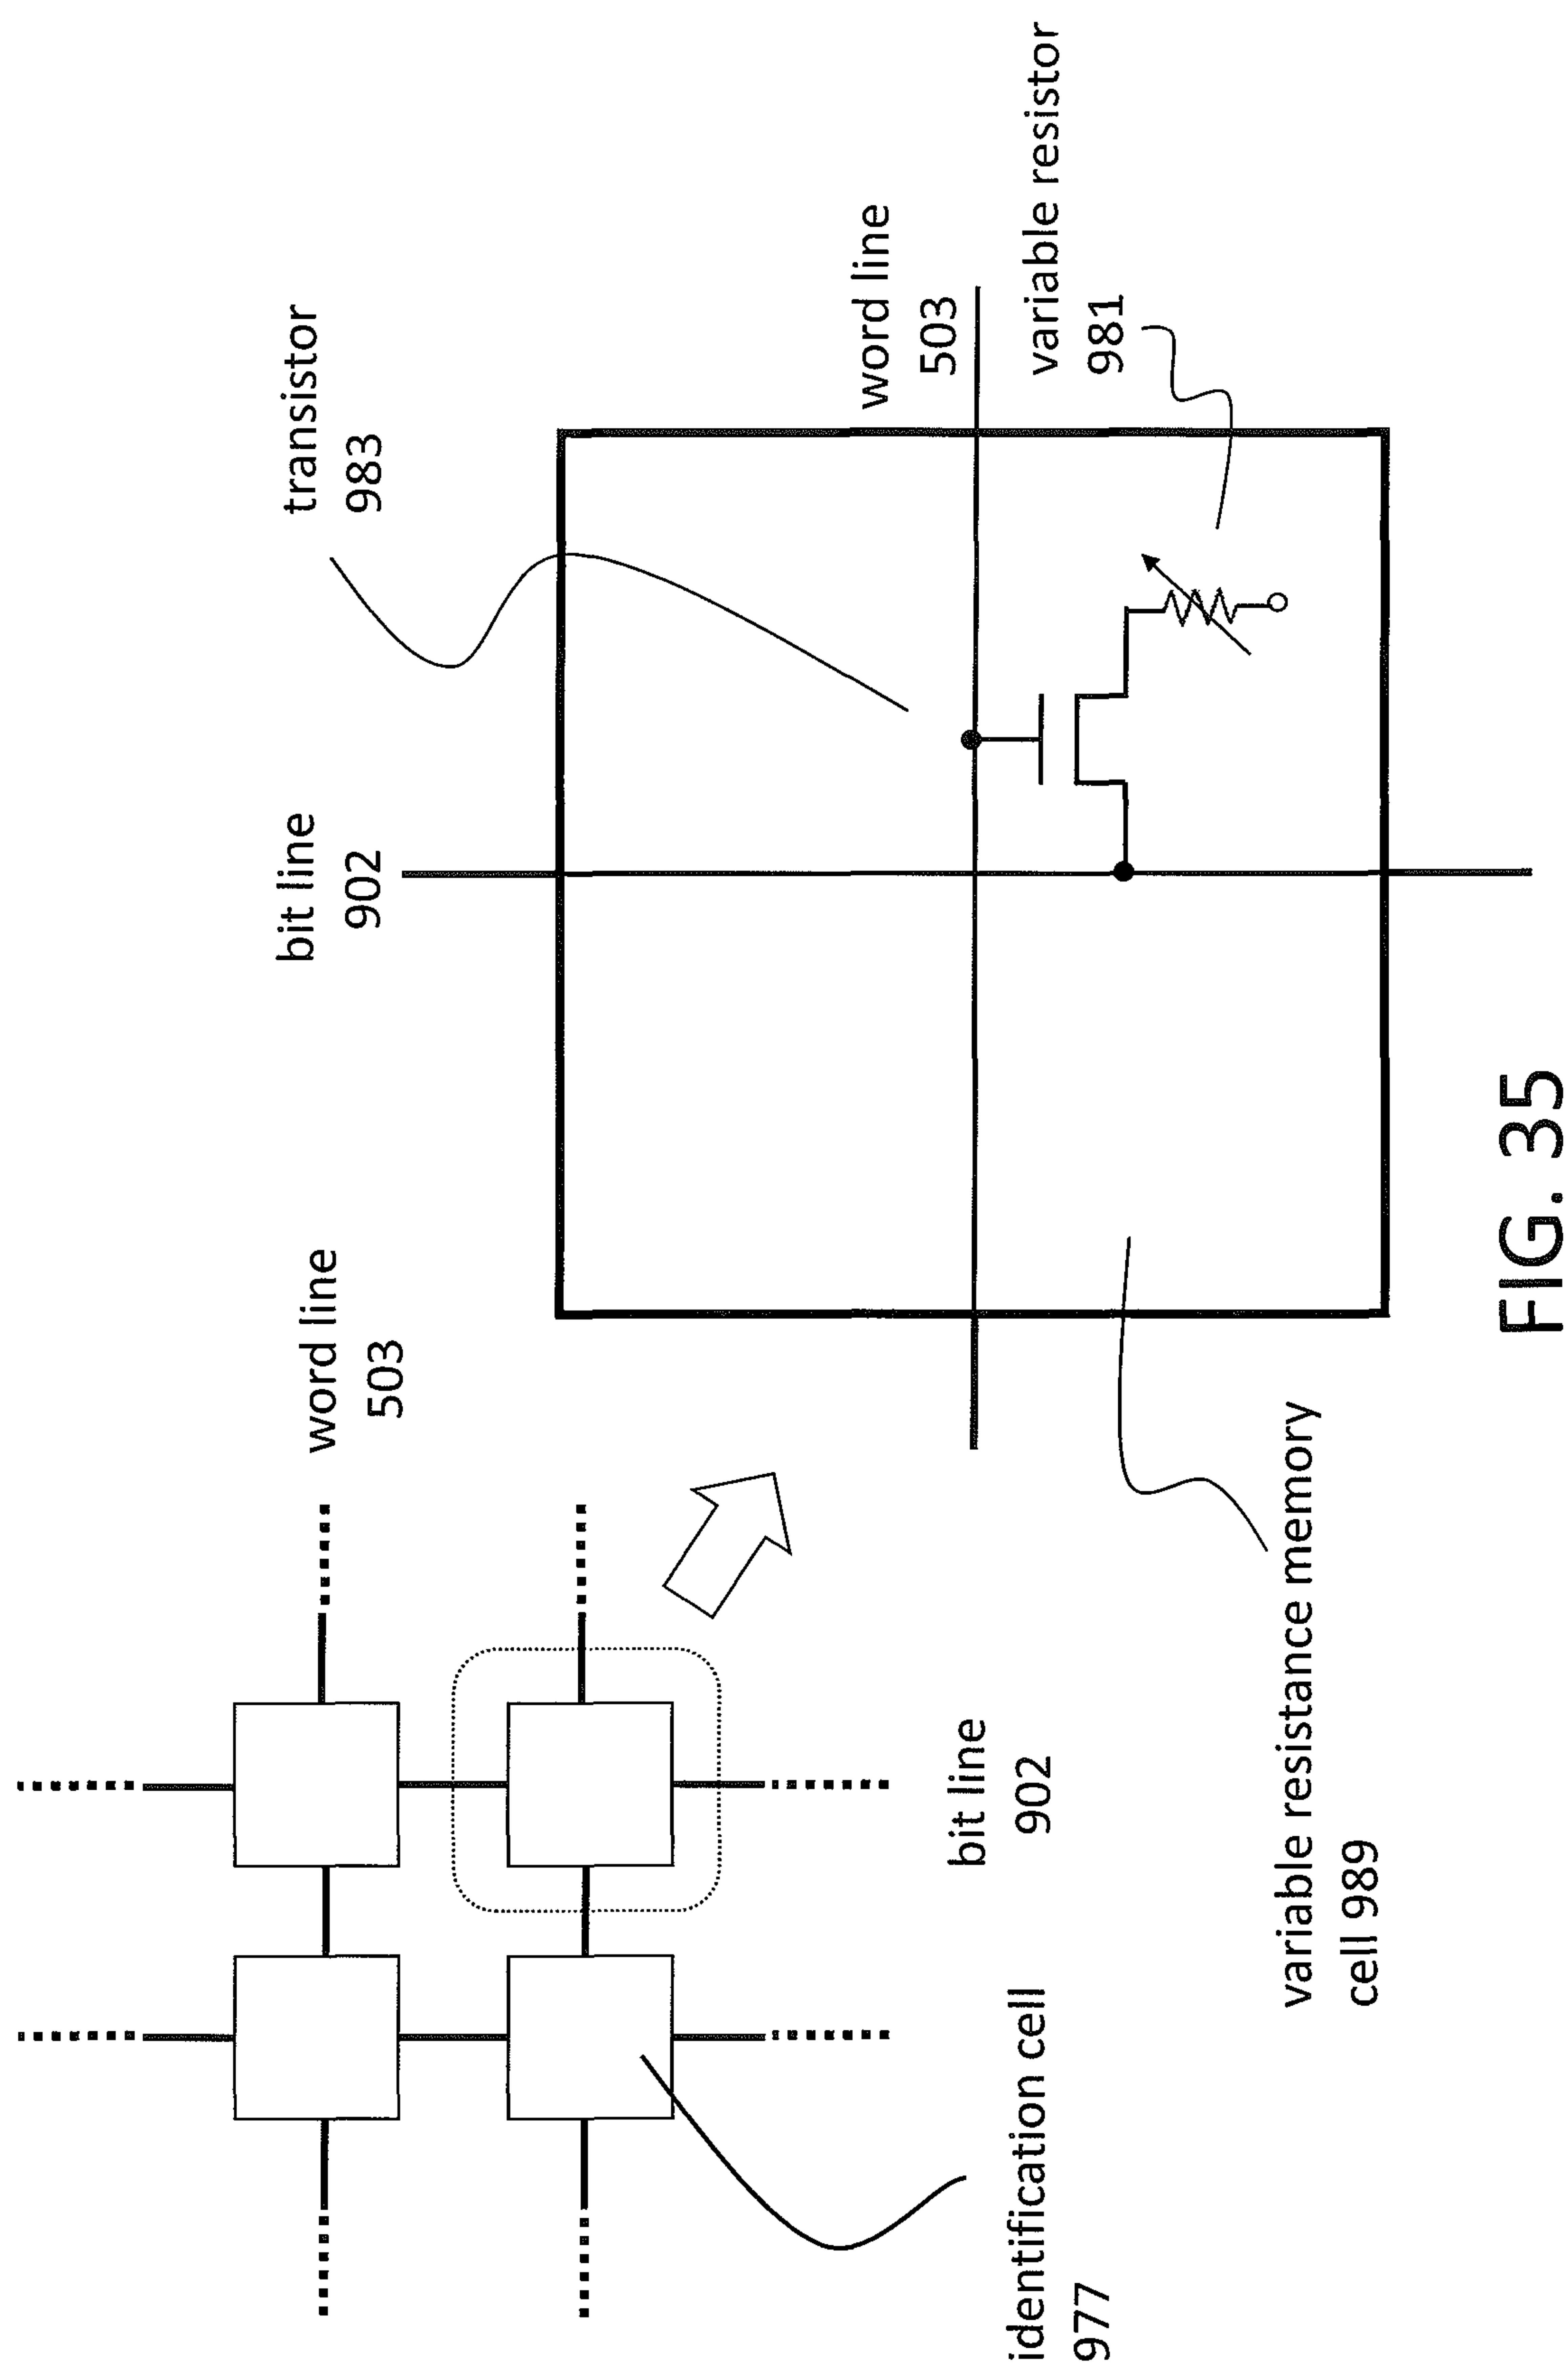 word line
503
bit line
902
identification cell
977
transistor
983
bit line
902
word line
503
variable resistor
981
variable resistance memory
cell 989
FIG. 35